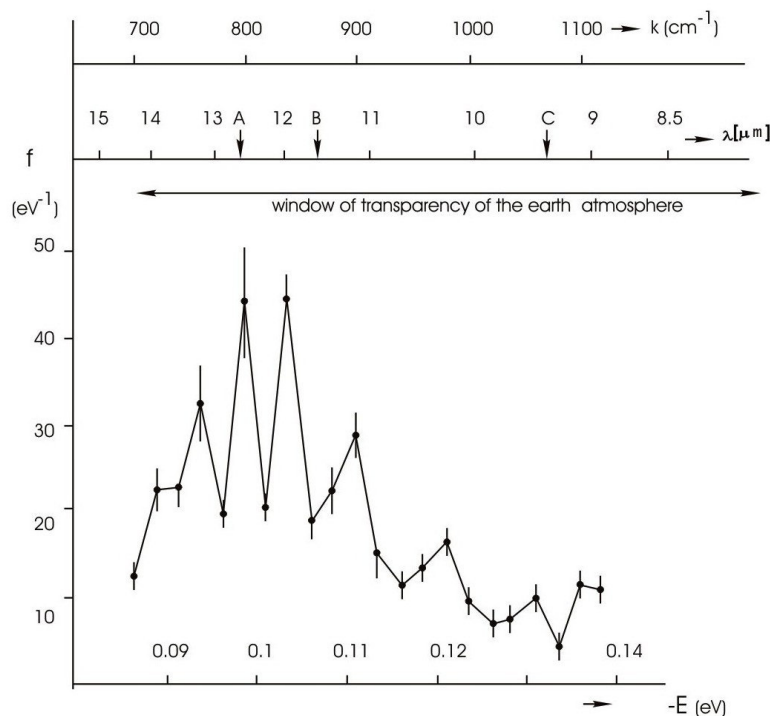 700 800 900 1000 1100 k (cm-1)
15 14 13 A 12 B 11 10 C 9 8.5 λ[μm]
f
(eV-1)
window of transparency of the earth atmosphere
50
40
30
20
10
0.09 0.1 0.11 0.12 0.14
-E (eV)